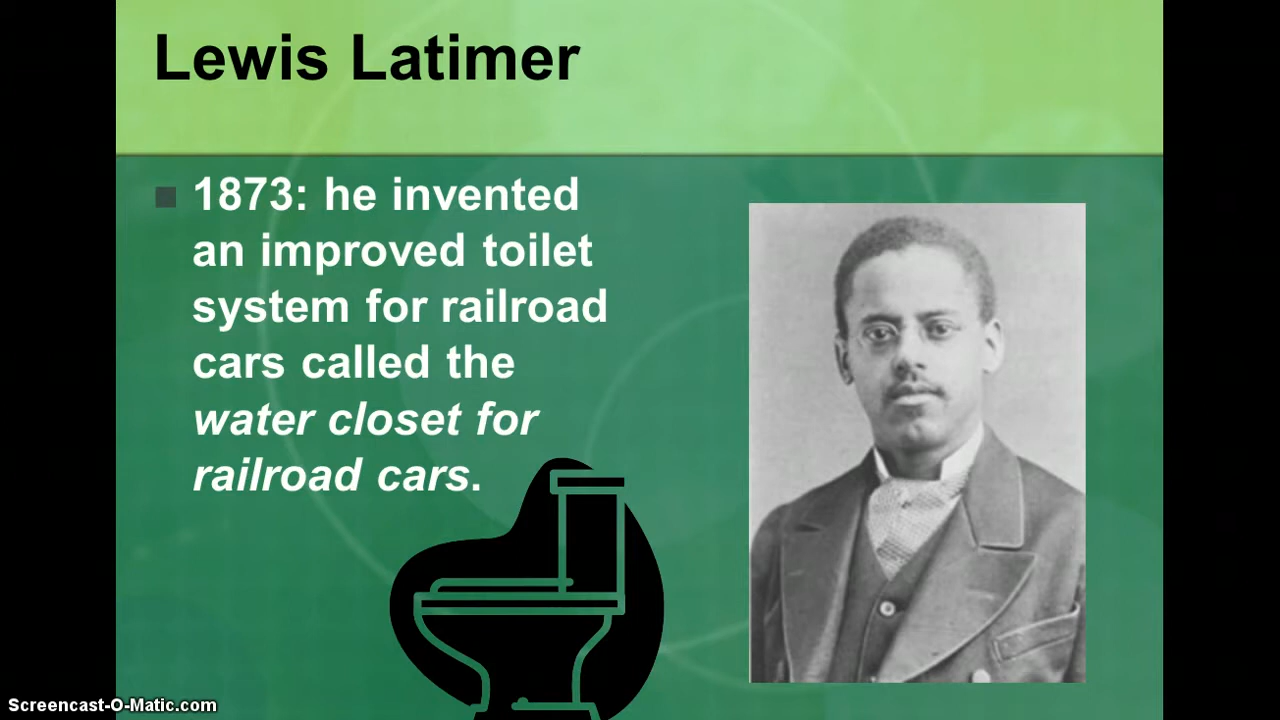 Lewis Latimer
1873: he invented
an improved toilet
system for railroad
cars called the
water closet for
railroad cars.
Screencast-O-Matic.com